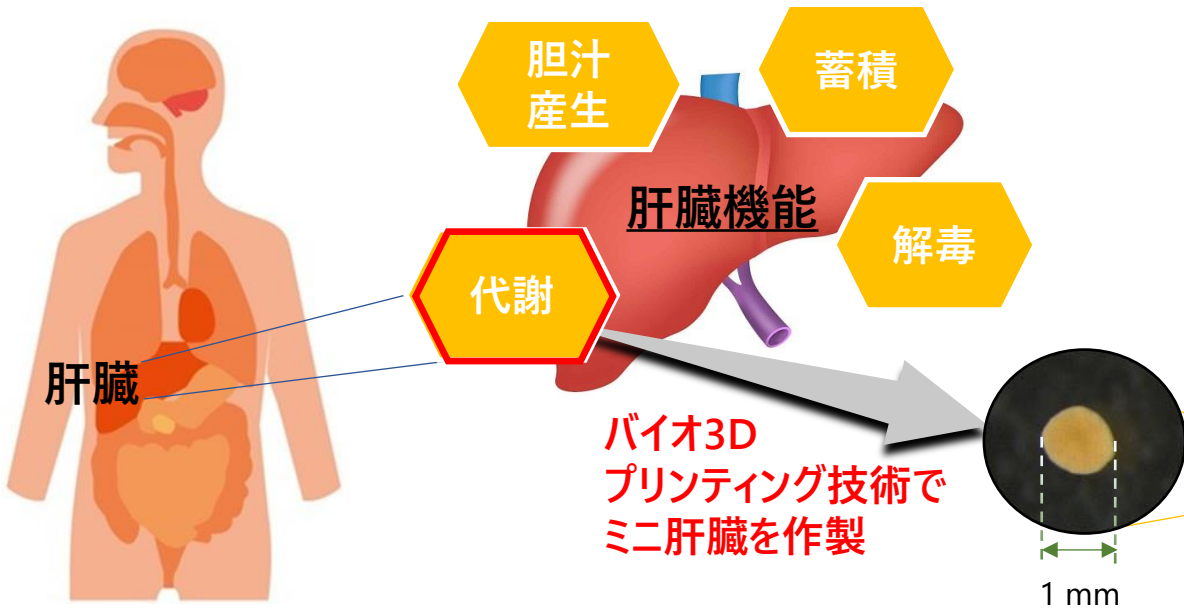 胆汁
産生
蓄積
肝臓機能
解毒
代謝
肝臓
バイオ3D
プリンティング技術で
ミニ肝臓を作製
1 mm